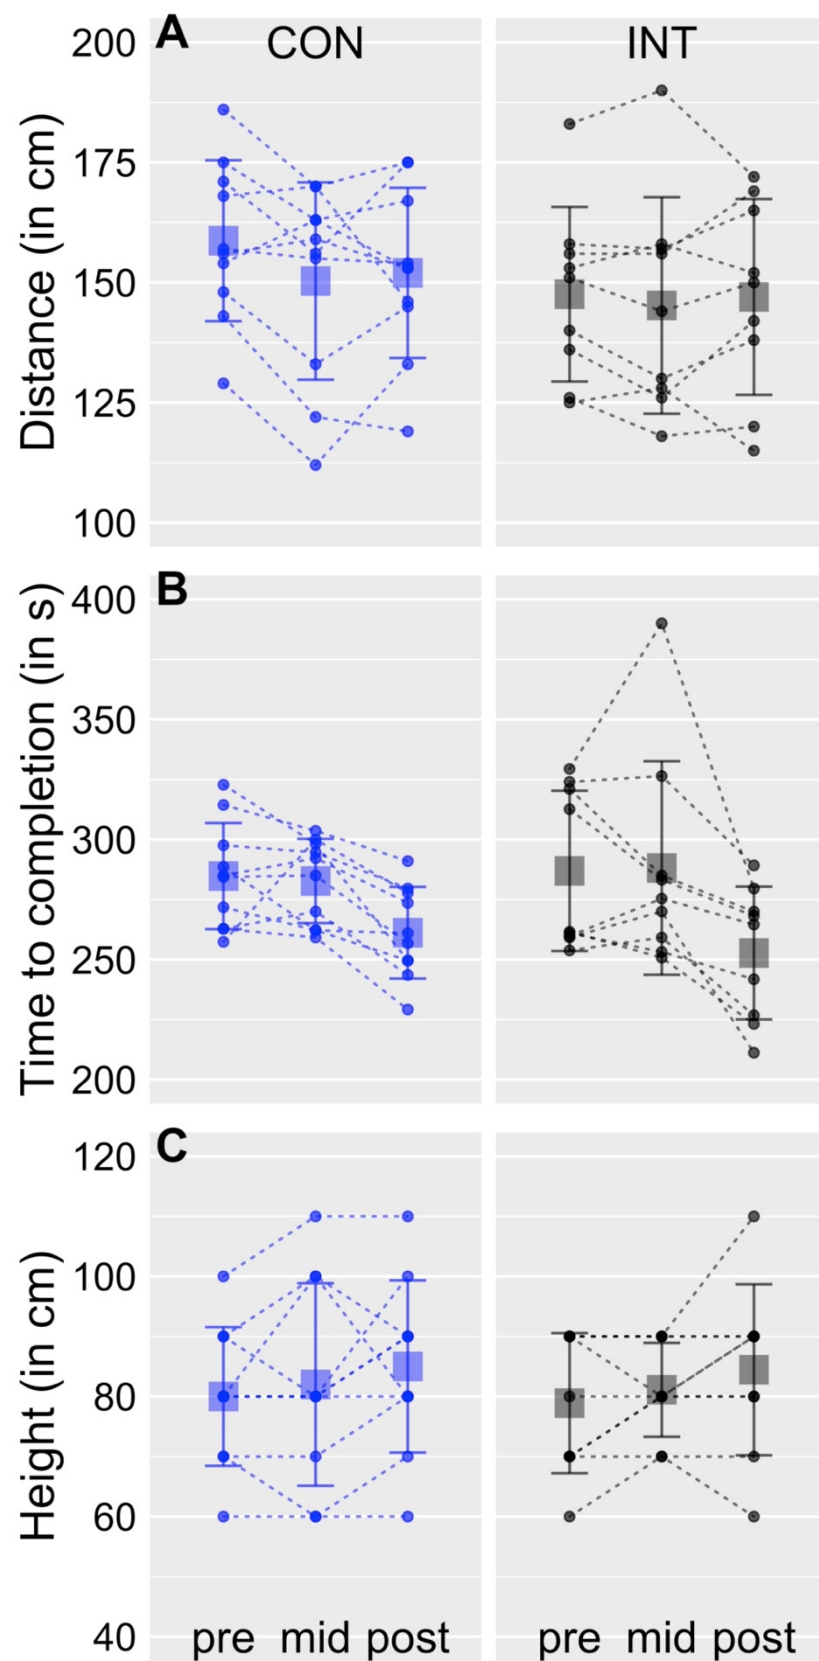 A
CON
INT
Distance (in cm)
200
175
150
125
100
B
Time to completion (in s)
400
350
300
250
200
C
Height (in cm)
120
100
80
60
40
pre mid post
pre mid post